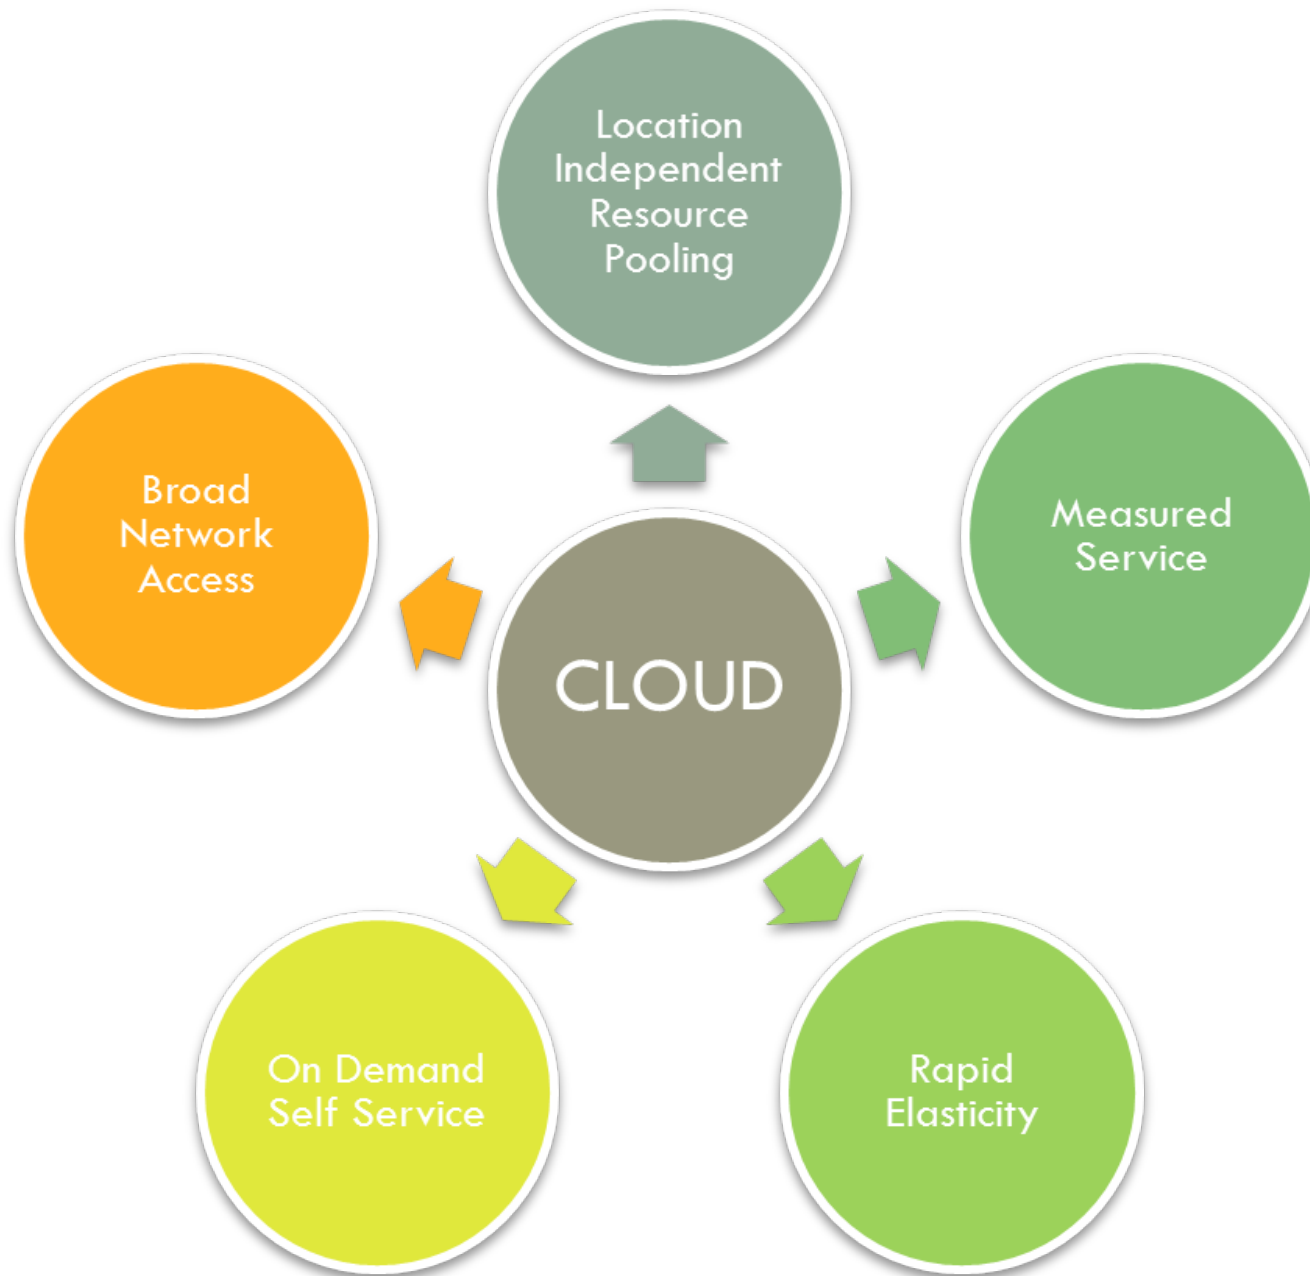 Location
Independent
Resource
Pooling
Broad
Network
Access
Measured
Service
CLOUD
On Demand
Self Service
Rapid
Elasticity